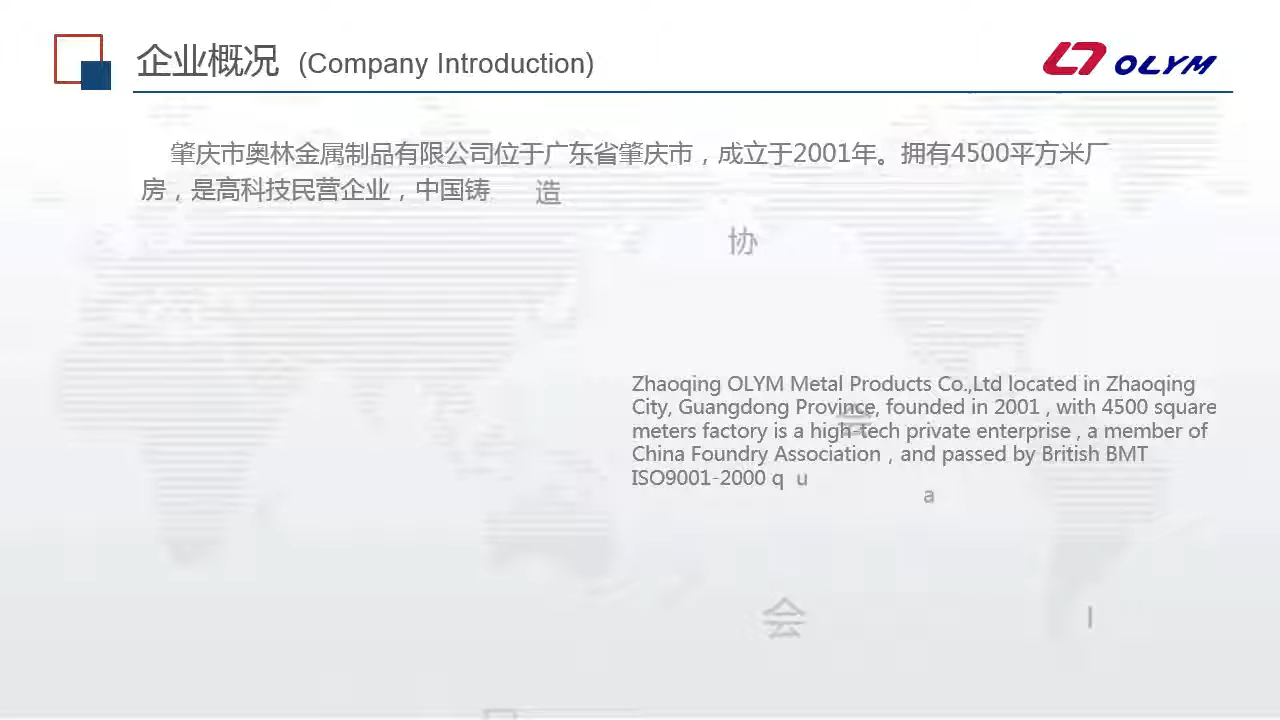 企业概况 (Company Introduction)
OLYM
肇庆市奥林金属制品有限公司位于广东省肇庆市，成立于2001年。拥有4500平方米厂
房，是高科技民营企业，中国铸 造
协
会
Zhaoqing OLYM Metal Products Co.,Ltd located in Zhaoqing
City, Guangdong Province, founded in 2001 , with 4500 square
meters factory is a high-tech private enterprise , a member of
China Foundry Association , and passed by British BMT
ISO9001-2000 q u
a
会
l